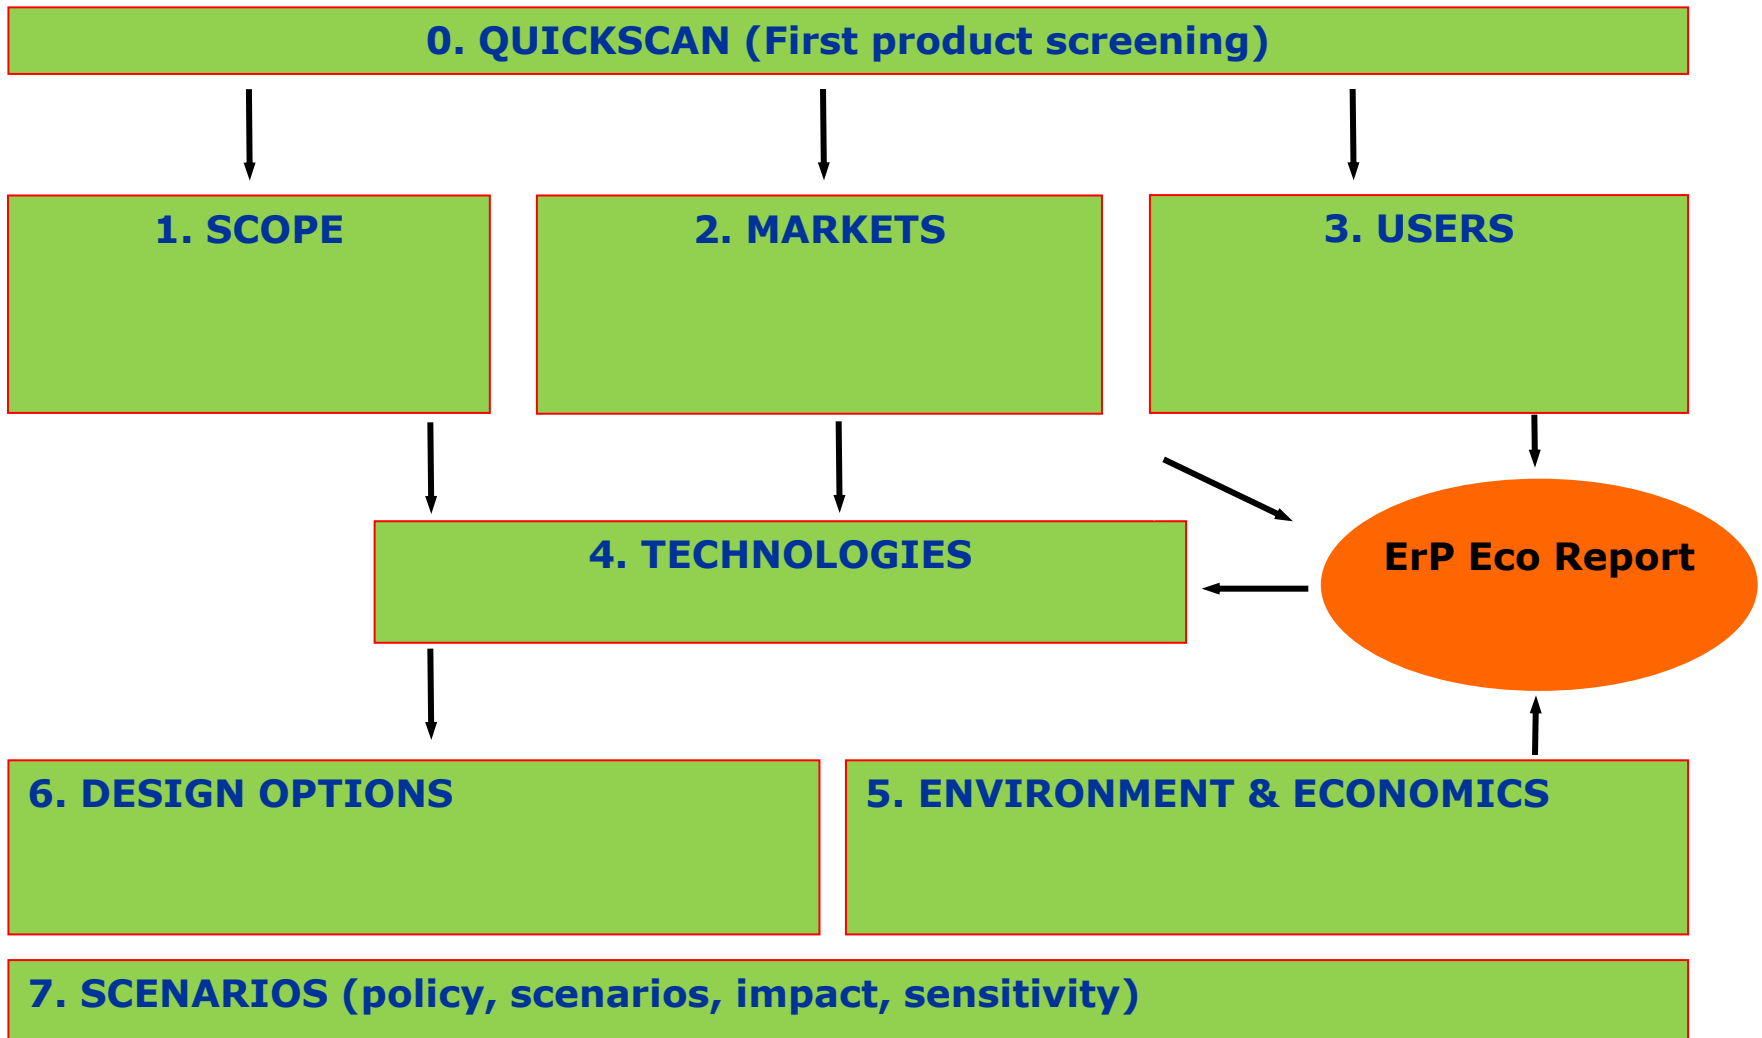 0. QUICKSCAN (First product screening)
1. SCOPE
2. MARKETS
3. USERS
4. TECHNOLOGIES
ErP Eco Report
6. DESIGN OPTIONS
5. ENVIRONMENT & ECONOMICS
7. SCENARIOS (policy, scenarios, impact, sensitivity)